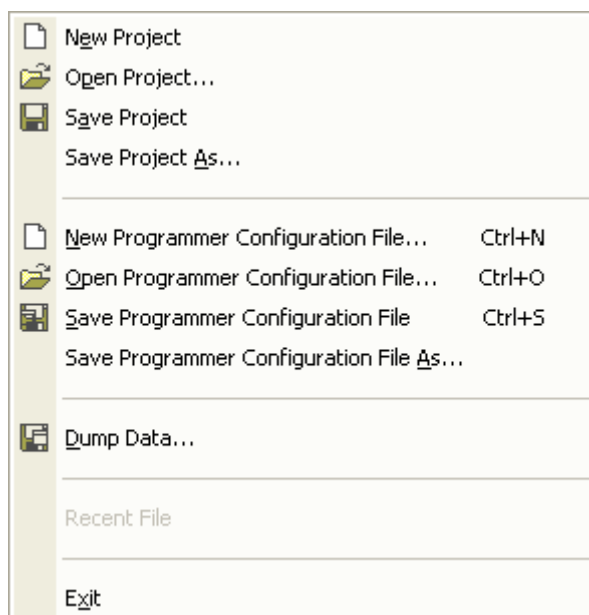 New Project
Open Project...
Save Project
Save Project As...
New Programmer Configuration File... Ctrl+N
Open Programmer Configuration File... Ctrl+O
Save Programmer Configuration File Ctrl+S
Save Programmer Configuration File As...
Dump Data...
Recent File
Exit